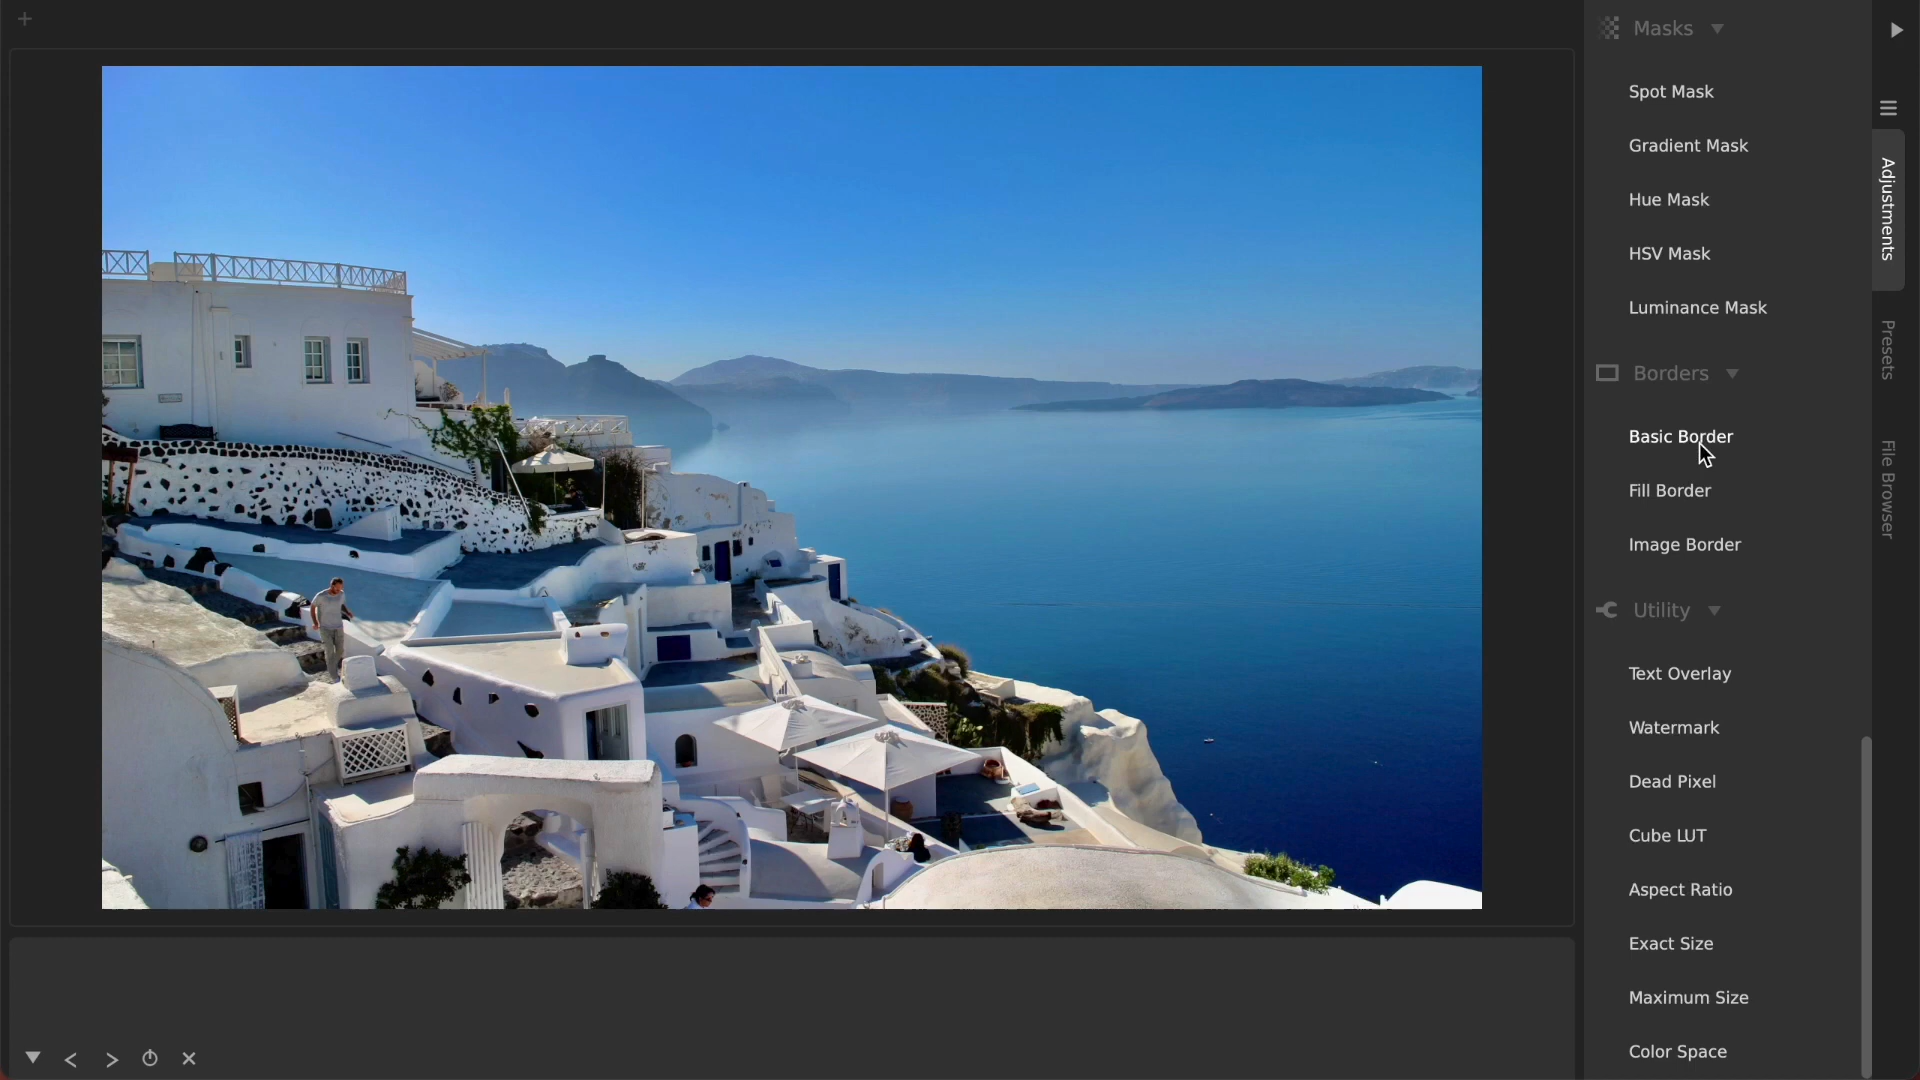 Masks
Spot Mask
Gradient Mask
Hue Mask
HSV Mask
Luminance Mask
Borders
Basic Border
Fill Border
Image Border
Utility
Text Overlay
Watermark
Dead Pixel
Cube LUT
Aspect Ratio
Exact Size
Maximum Size
Color Space
Adjustments
Presets
File Browser